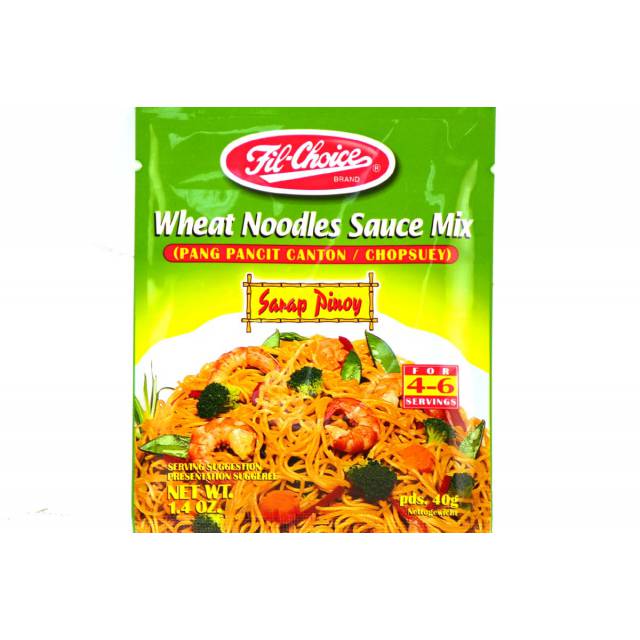 Fil-Choice ®
BRAND
Wheat Noodles Sauce Mix
(PANG PANCIT CANTON / CHOPSUEY)
Sarap Pinoy
FOR
4-6
SERVINGS
SERVING SUGGESTION
PRESENTATION SUGGEREE
NET WT.
1.4 OZ.
pds. 40g
Nettogewicht